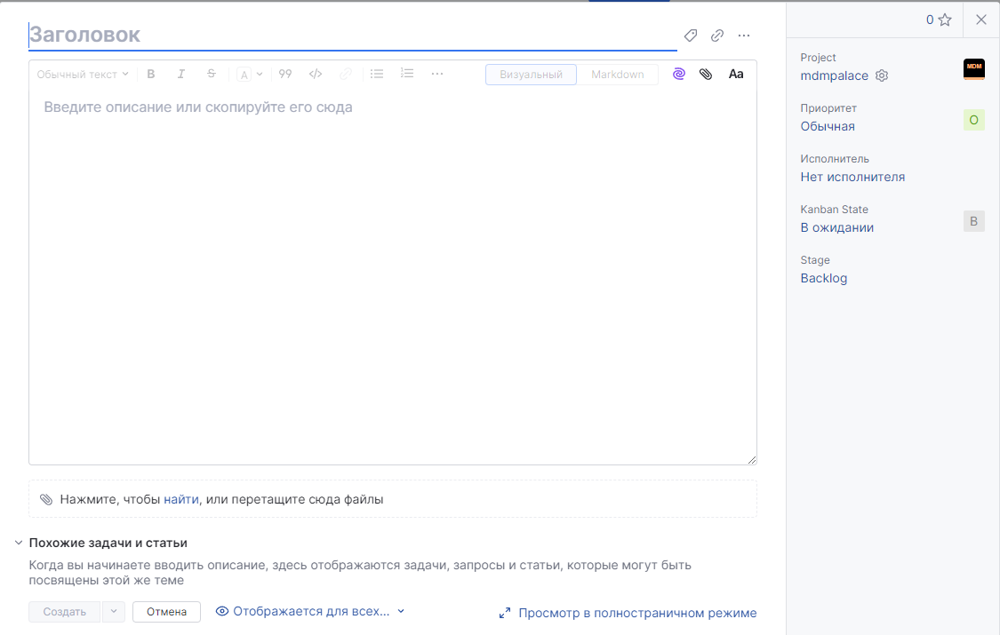 Заголовок
0
Обычный текст B I S A 99 </> Визуальный Markdown Aa
Введите описание или скопируйте его сюда
Нажмите, чтобы найти, или перетащите сюда файлы
Похожие задачи и статьи
Когда вы начинаете вводить описание, здесь отображаются задачи, запросы и статьи, которые могут быть
посвящены этой же теме
Создать Отмена Отображается для всех... Просмотр в полностраничном режиме
Project
mdmpalace MDM
Приоритет
Обычная О
Исполнитель
Нет исполнителя
Kanban State
В ожидании В
Stage
Backlog